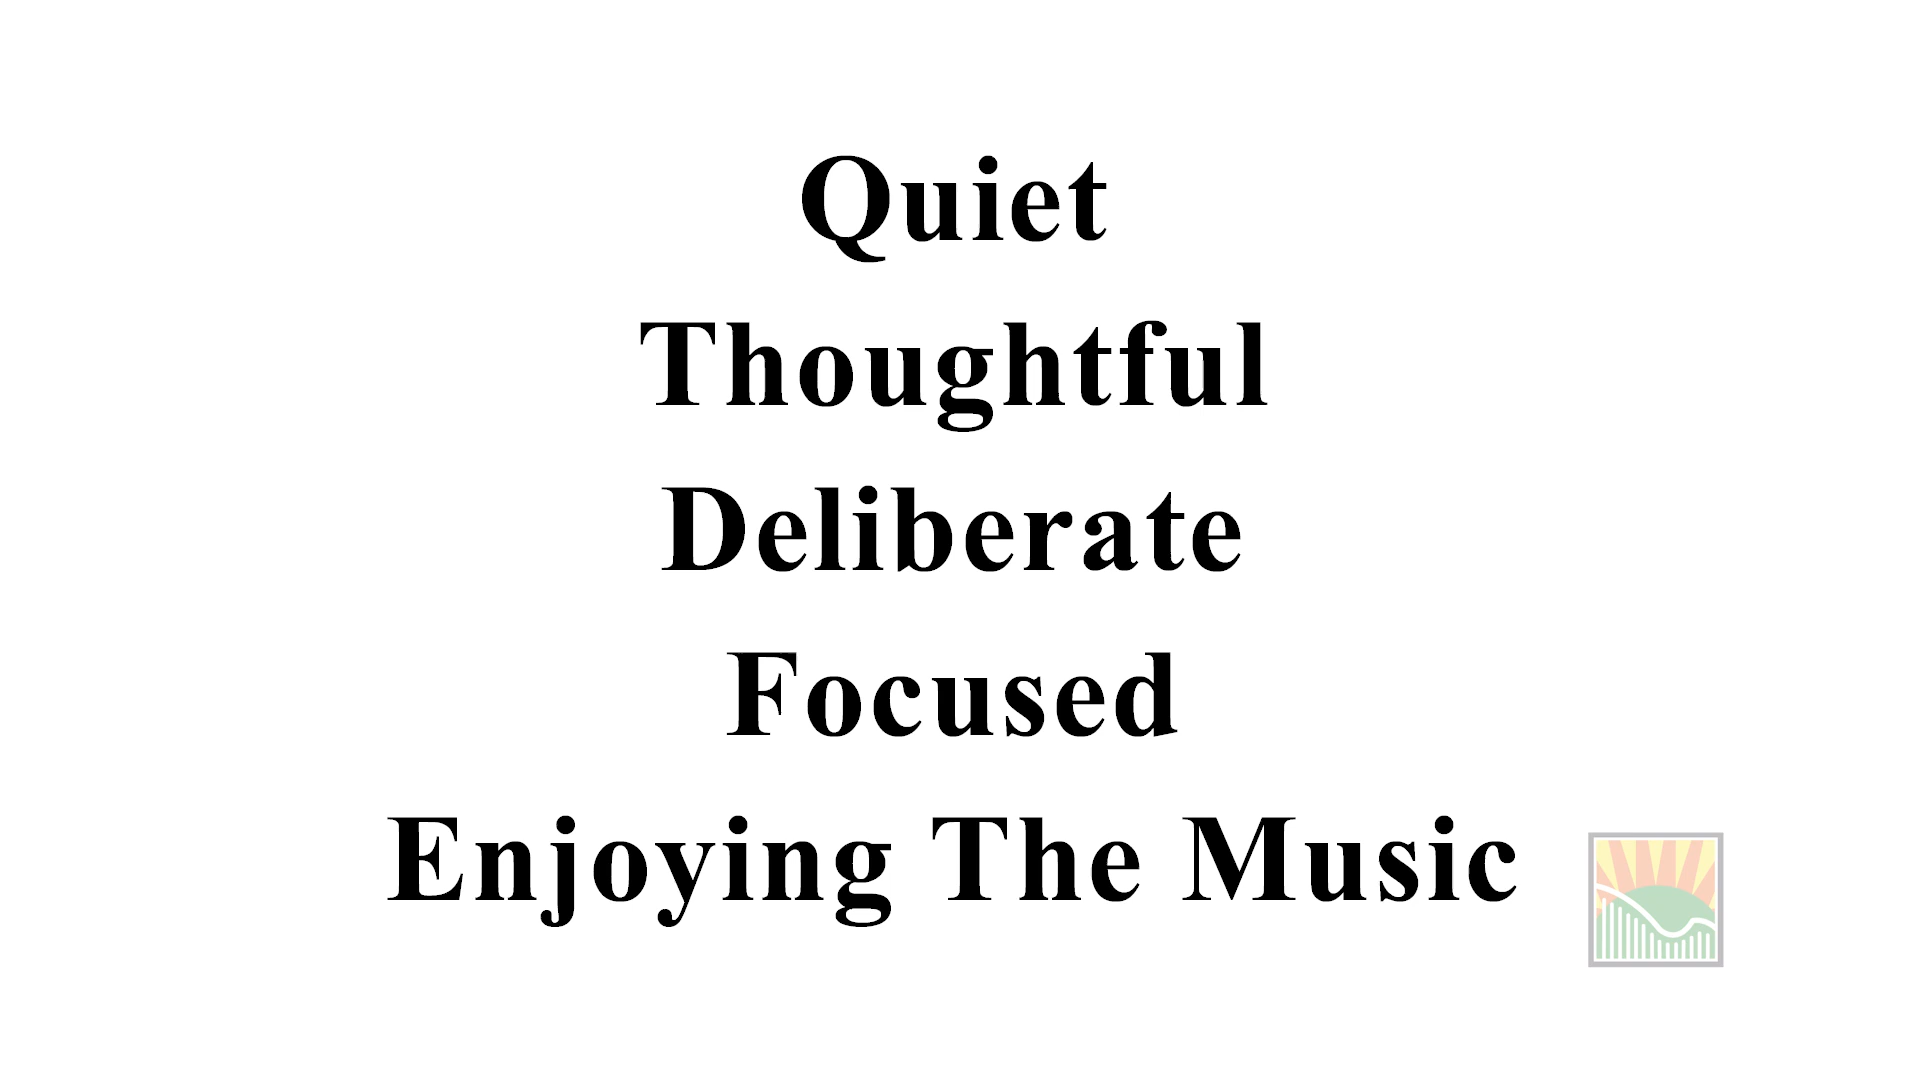 Quiet
Thoughtful
Deliberate
Focused
Enjoying The Music